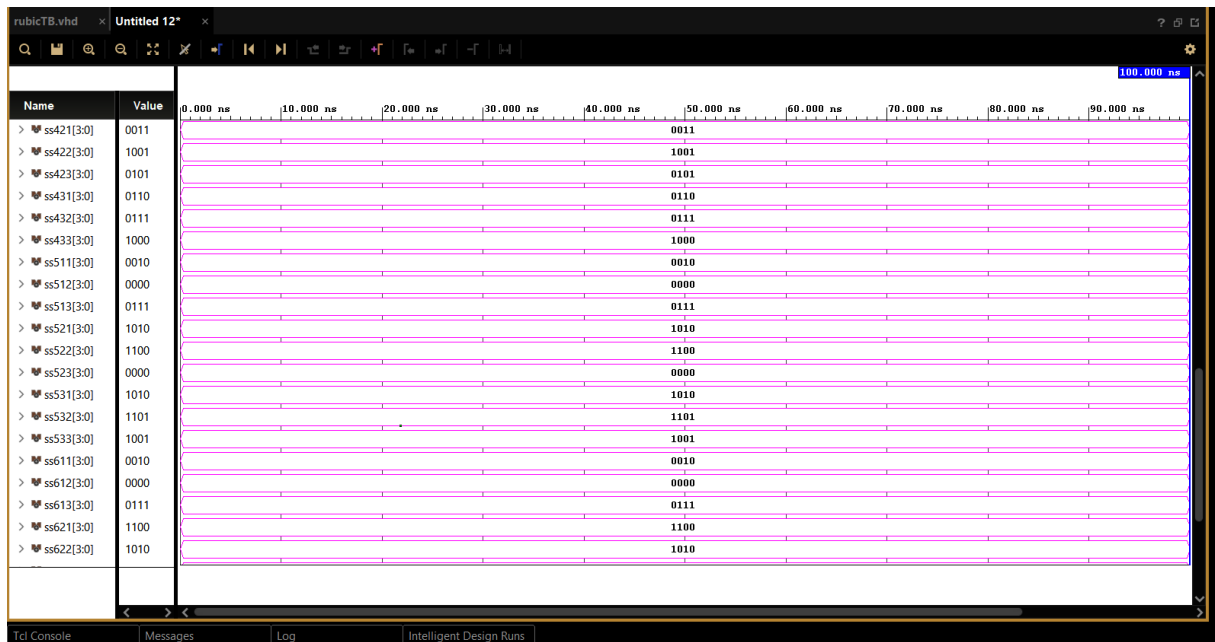 rubicTB.vhd × Untitled 12* ×
100.000 ns
Name Value 0.000 ns 10.000 ns 20.000 ns 30.000 ns 40.000 ns 50.000 ns 60.000 ns 70.000 ns 80.000 ns 90.000 ns
ss421[3:0] 0011 0011
ss422[3:0] 1001 1001
ss423[3:0] 0101 0101
ss431[3:0] 0110 0110
ss432[3:0] 0111 0111
ss433[3:0] 1000 1000
ss511[3:0] 0010 0010
ss512[3:0] 0000 0000
ss513[3:0] 0111 0111
ss521[3:0] 1010 1010
ss522[3:0] 1100 1100
ss523[3:0] 0000 0000
ss531[3:0] 1010 1010
ss532[3:0] 1101 1101
ss533[3:0] 1001 1001
ss611[3:0] 0010 0010
ss612[3:0] 0000 0000
ss613[3:0] 0111 0111
ss621[3:0] 1100 1100
ss622[3:0] 1010 1010
Tcl Console Messages Log Intelligent Design Runs